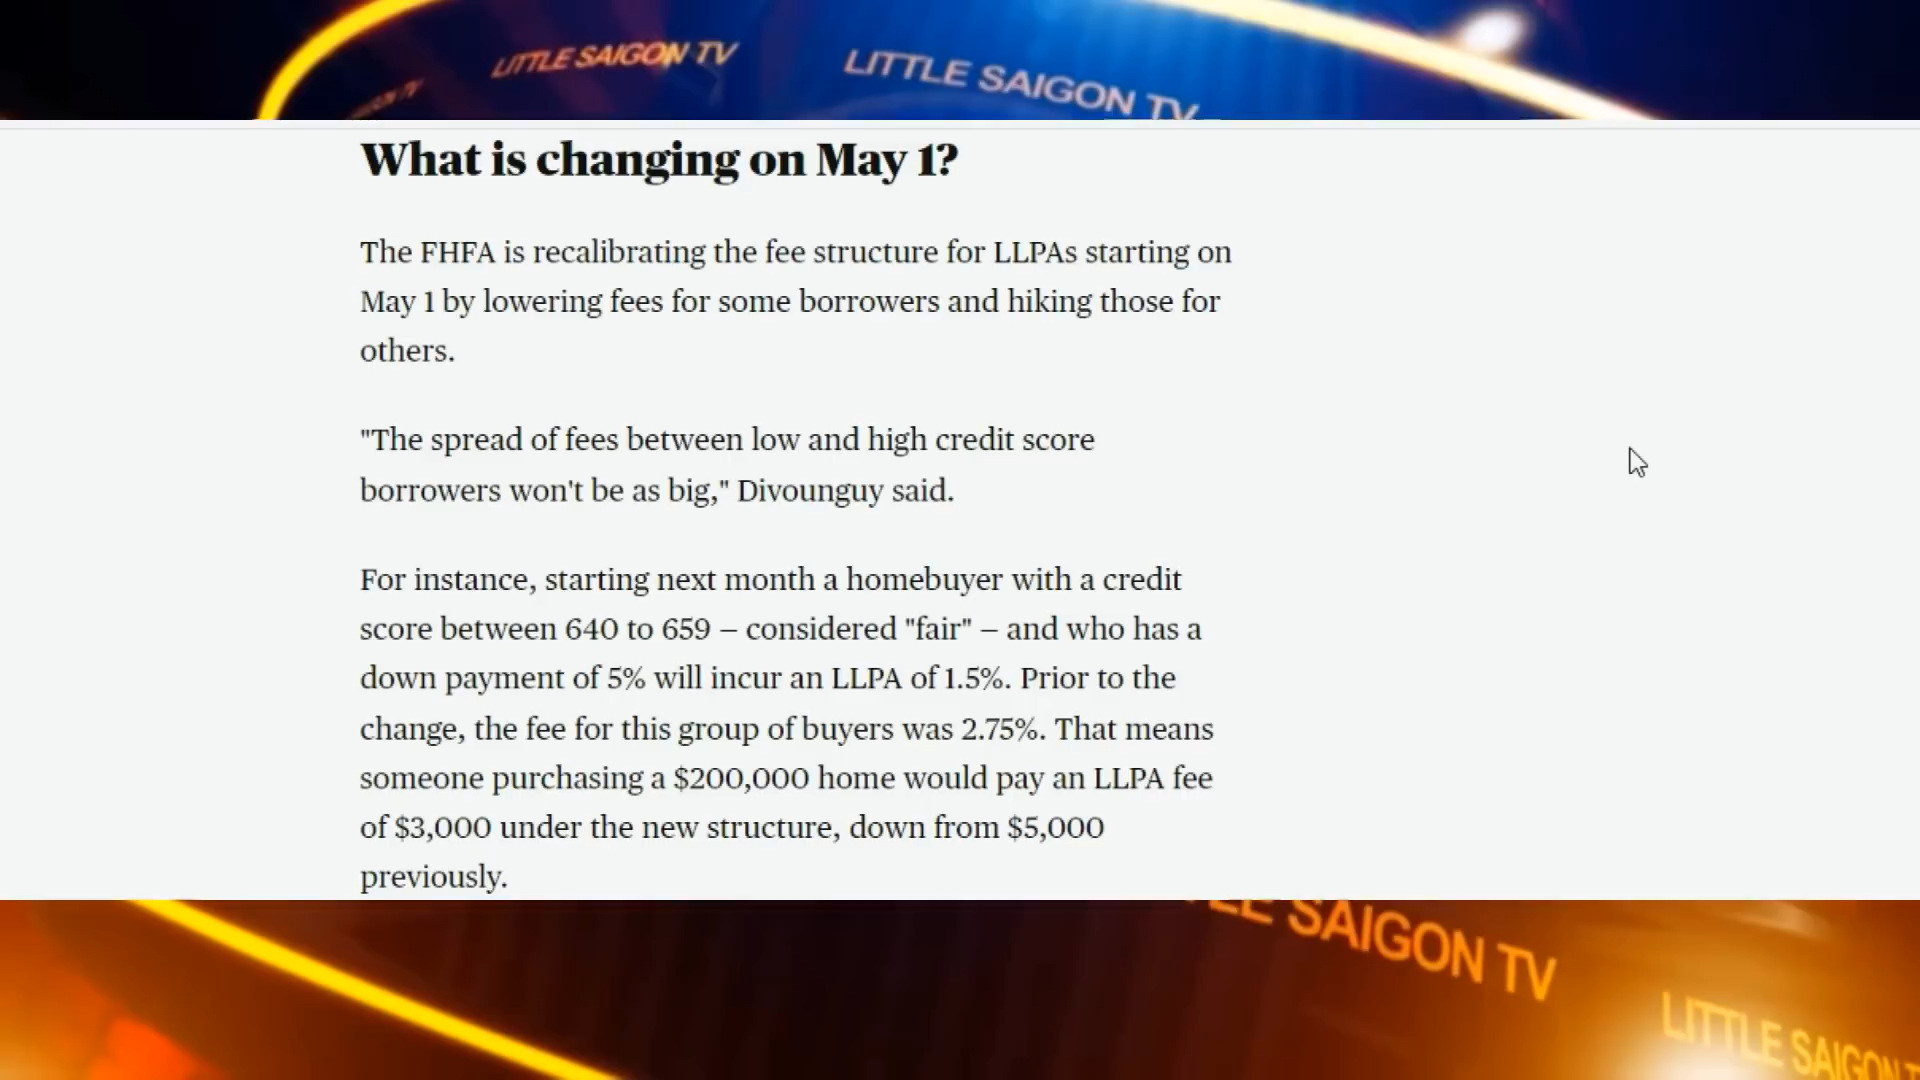 LITTLE SAIGON TV
LITTLE SAIGON TV
SAIGON TV
What is changing on May 1?
The FHFA is recalibrating the fee structure for LLPAs starting on
May 1 by lowering fees for some borrowers and hiking those for
others.
"The spread of fees between low and high credit score
borrowers won't be as big," Divounguy said.
For instance, starting next month a homebuyer with a credit
score between 640 to 659 – considered "fair" – and who has a
down payment of 5% will incur an LLPA of 1.5%. Prior to the
change, the fee for this group of buyers was 2.75%. That means
someone purchasing a $200,000 home would pay an LLPA fee
of $3,000 under the new structure, down from $5,000
previously.
SAIGON TV
LITTLE SAIGON